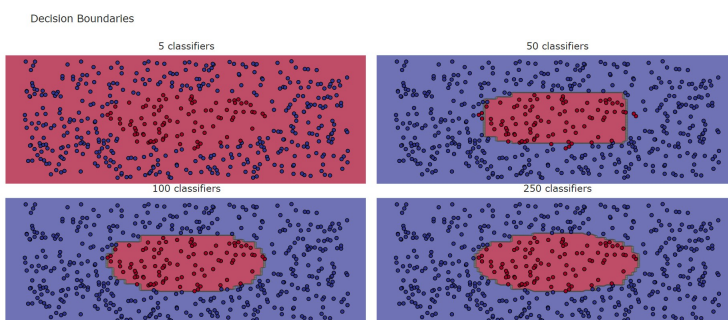 Decision Boundaries
5 classifiers
50 classifiers
100 classifiers
250 classifiers